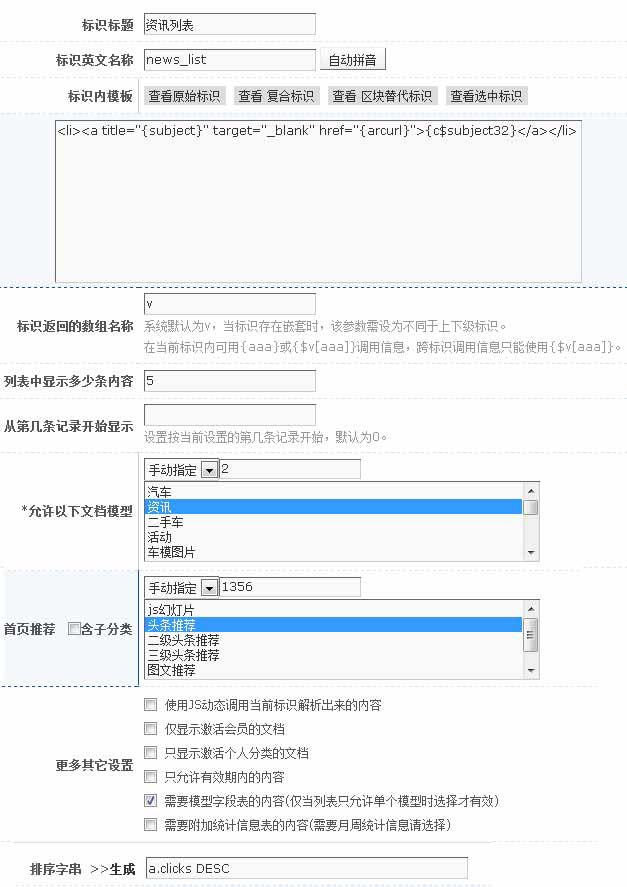 标识标题 资讯列表
标识英文名称 news_list 自动拼音
标识内模板 查看原始标识 查看 复合标识 查看 区块替代标识 查看选中标识
<li><a title="{subject}" target="_blank" href="{arcurl}">{c$subject32}</a></li>
标识返回的数组名称 v
系统默认为v，当标识存在嵌套时，该参数需设为不同于上下级标识。
在当前标识内可用{aaa}或{$v[aaa]}调用信息，跨标识调用信息只能使用{$v[aaa]}。
列表中显示多少条内容 5
从第几条记录开始显示
设置按当前设置的第几条记录开始，默认为0。
*允许以下文档模型 手动指定 2
汽车
资讯
二手车
活动
车模图片
首页推荐 含子分类 手动指定 1356
js幻灯片
头条推荐
二级头条推荐
三级头条推荐
图文推荐
更多其它设置
使用JS动态调用当前标识解析出来的内容
仅显示激活会员的文档
只显示激活个人分类的文档
只允许有效期内的内容
需要模型字段表的内容(仅当列表只允许单个模型时选择才有效)
需要附加统计信息表的内容(需要月周统计信息请选择)
排序字串 >>生成 a.clicks DESC